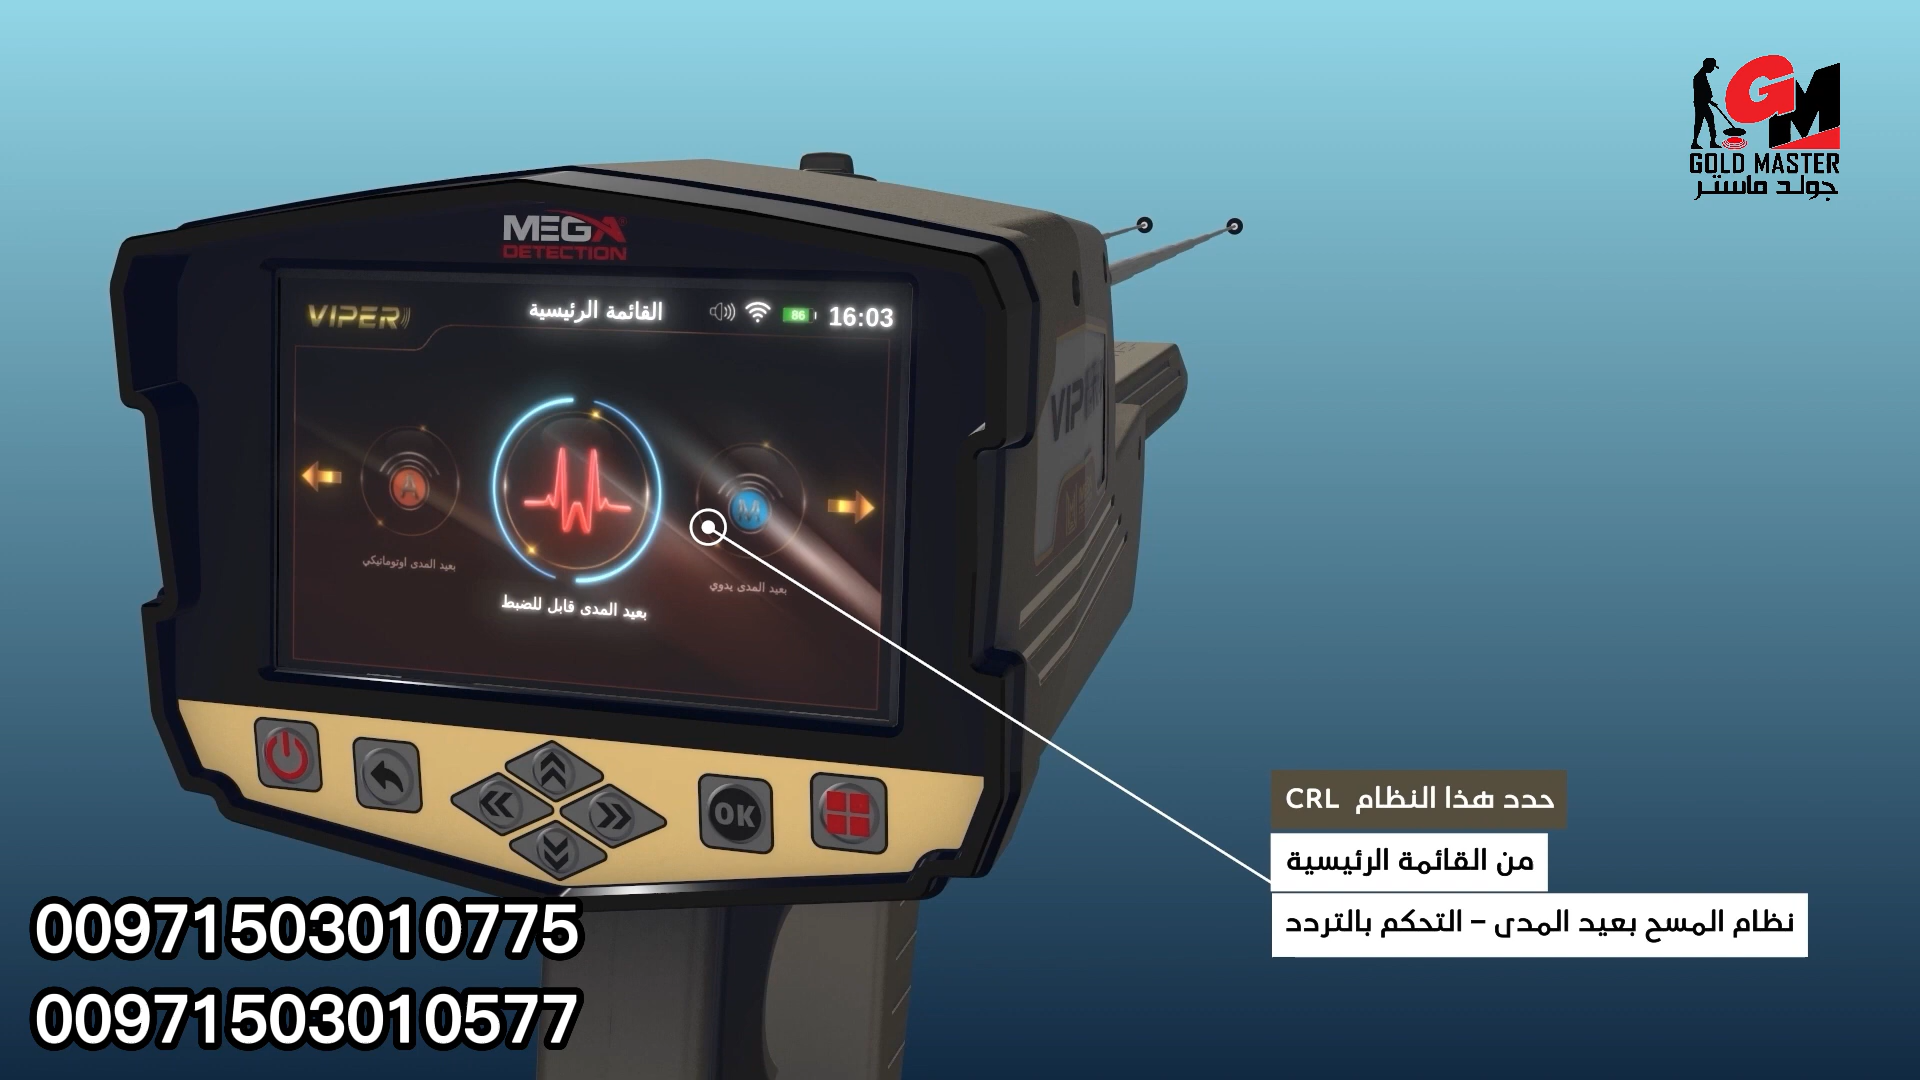 GM
GOLD MASTER
جولد ماستر
MEGA
DETECTION
VIPER
القائمة الرئيسية
86
16:03
A
M
بعيد المدى اوتوماتيكي
بعيد المدى قابل للضبط
بعيد المدى يدوي
VIPER
OK
حدد هذا النظام CRL
من القائمة الرئيسية
نظام المسح بعيد المدى – التحكم بالتردد
00971503010775
00971503010577